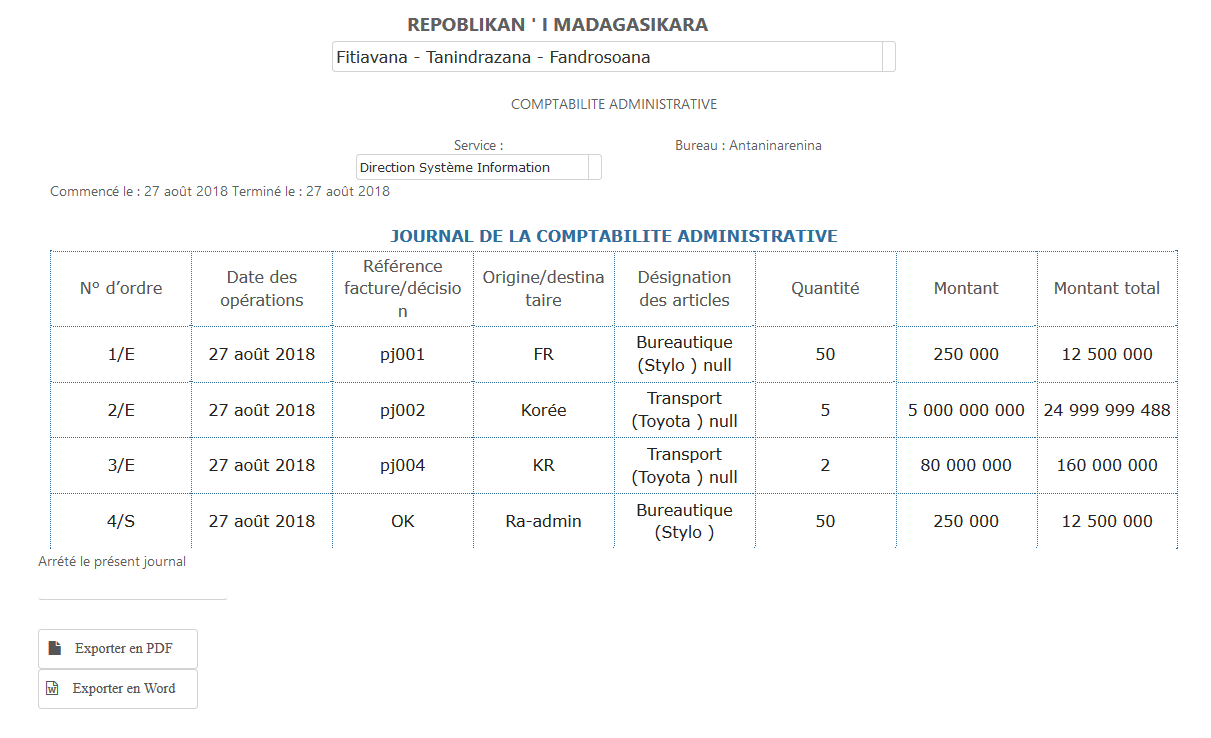 REPOBLIKAN ' I MADAGASIKARA
Fitiavana - Tanindrazana - Fandrosoana
COMPTABILITE ADMINISTRATIVE
Service : Bureau : Antaninarenina
Direction Système Information
Commencé le : 27 août 2018 Terminé le : 27 août 2018
JOURNAL DE LA COMPTABILITE ADMINISTRATIVE
N° d’ordre Date des opérations Référence facture/décision Origine/destinataire Désignation des articles Quantité Montant Montant total
1/E 27 août 2018 pj001 FR Bureautique (Stylo ) null 50 250 000 12 500 000
2/E 27 août 2018 pj002 Korée Transport (Toyota ) null 5 5 000 000 000 24 999 999 488
3/E 27 août 2018 pj004 KR Transport (Toyota ) null 2 80 000 000 160 000 000
4/S 27 août 2018 OK Ra-admin Bureautique (Stylo ) 50 250 000 12 500 000
Arrété le présent journal
Exporter en PDF
Exporter en Word